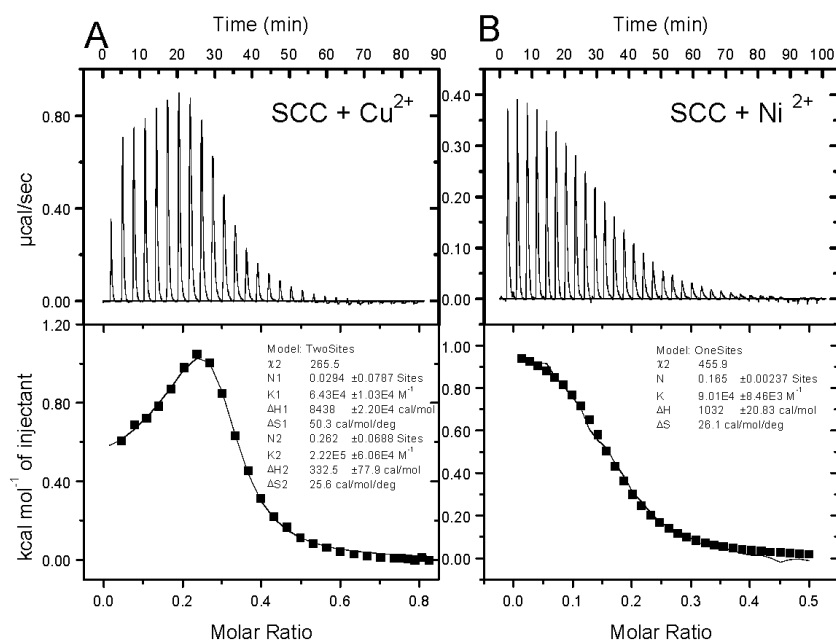 A
Time (min)
0 10 20 30 40 50 60 70 80 90
SCC + Cu2+
0.80
0.40
0.00
µcal/sec
1.20
0.80
0.40
0.00
kcal mol-1 of injectant
Model: TwoSites
χ2 265.5
N1 0.0294 ±0.0787 Sites
K1 6.43E4 ±1.03E4 M-1
ΔH1 8438 ±2.20E4 cal/mol
ΔS1 50.3 cal/mol/deg
N2 0.262 ±0.0688 Sites
K2 2.22E5 ±6.06E4 M-1
ΔH2 332.5 ±77.9 cal/mol
ΔS2 25.6 cal/mol/deg
0.0 0.2 0.4 0.6 0.8
Molar Ratio
B
Time (min)
0 10 20 30 40 50 60 70 80 90 100
SCC + Ni 2+
0.40
0.30
0.20
0.10
0.00
1.00
0.80
0.60
0.40
0.20
0.00
Model: OneSites
χ2 455.9
N 0.165 ±0.00237 Sites
K 9.01E4 ±8.46E3 M-1
ΔH 1032 ±20.83 cal/mol
ΔS 26.1 cal/mol/deg
0.0 0.1 0.2 0.3 0.4 0.5
Molar Ratio